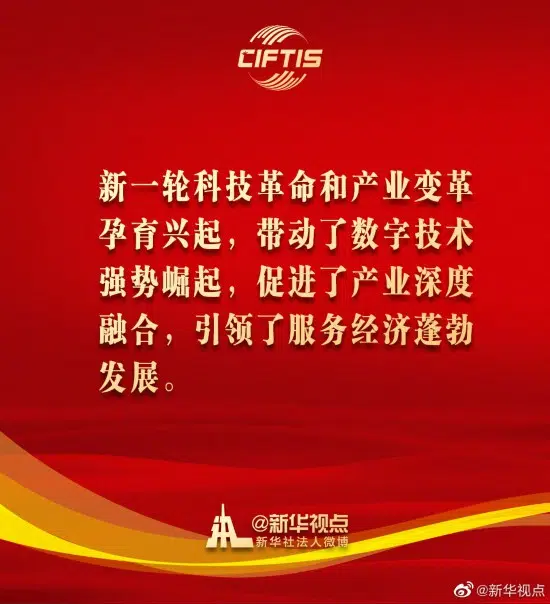 CIFTIS
新一轮科技革命和产业变革
孕育兴起，带动了数字技术
强势崛起，促进了产业深度
融合，引领了服务经济蓬勃
发展。
@新华视点
新华社法人微博
@新华视点